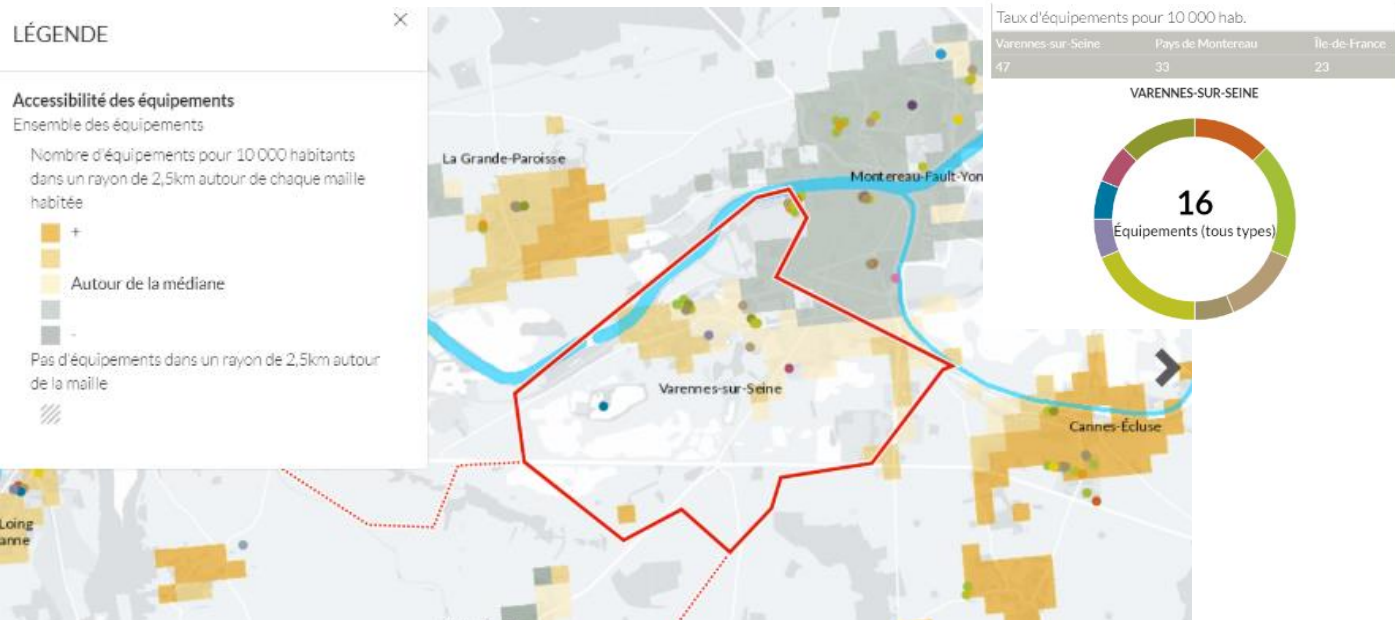 LÉGENDE
Accessibilité des équipements
Ensemble des équipements
Nombre d'équipements pour 10 000 habitants
dans un rayon de 2,5km autour de chaque maille
habitée
+
Autour de la médiane
-
Pas d'équipements dans un rayon de 2,5km autour
de la maille
La Grande-Paroisse
Montereau-Fault-Yon
Varennes-sur-Seine
Cannes-Écluse
Loing
anne
Taux d'équipements pour 10 000 hab.
Varennes-sur-Seine Pays de Montereau Île-de-France
47 33 23
VARENNES-SUR-SEINE
16
Équipements (tous types)